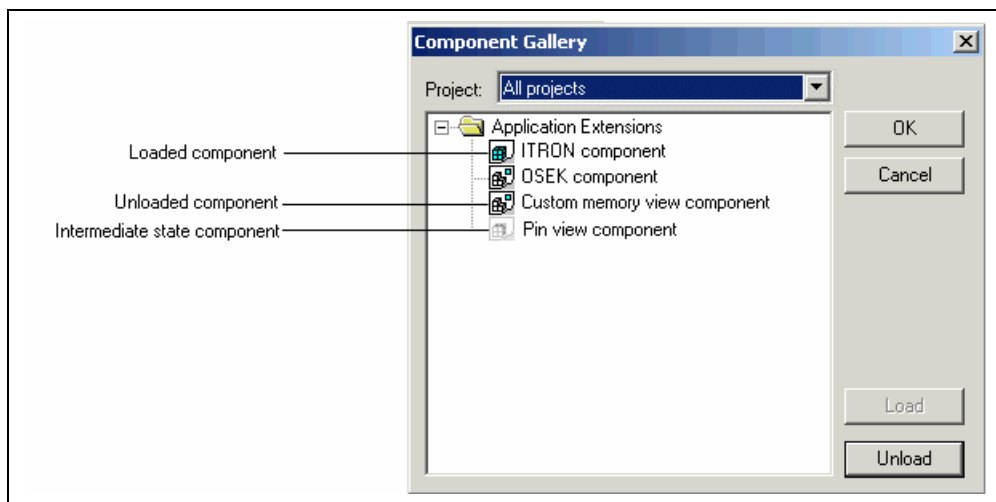 Component Gallery
Project: All projects
Application Extensions
OK
Loaded component
ITRON component
OSEK component
Cancel
Unloaded component
Custom memory view component
Intermediate state component
Pin view component
Load
Unload